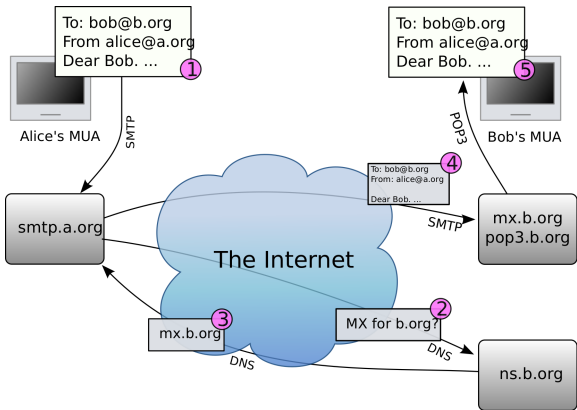 To: bob@b.org
From alice@a.org
Dear Bob. ...
1
Alice's MUA
SMTP
To: bob@b.org
From alice@a.org
Dear Bob. ...
5
Bob's MUA
POP3
4
To: bob@b.org
From: alice@a.org
Dear Bob. ...
SMTP
smtp.a.org
mx.b.org
pop3.b.org
The Internet
3
mx.b.org
DNS
2
MX for b.org?
DNS
ns.b.org